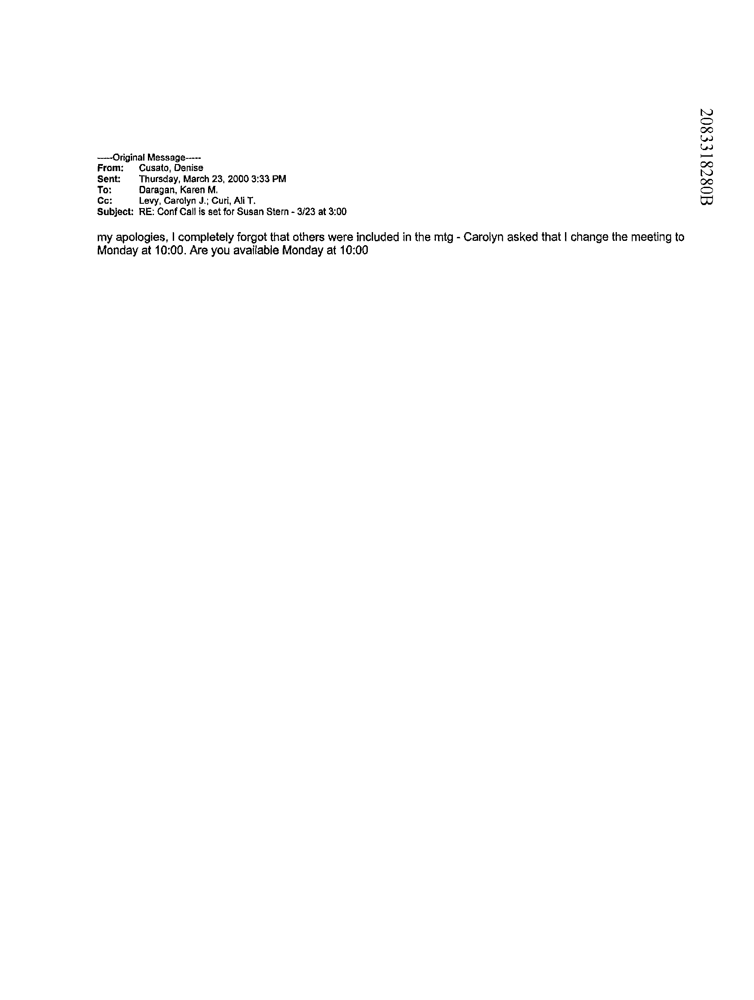 2083318280B
-----Original Message-----
From: Cusato, Denise
Sent: Thursday, March 23, 2000 3:33 PM
To: Daragan, Karen M.
Cc: Levy, Carolyn J.; Curi, Ali T.
Subject: RE: Conf Call is set for Susan Stern - 3/23 at 3:00
my apologies, I completely forgot that others were included in the mtg - Carolyn asked that I change the meeting to
Monday at 10:00. Are you available Monday at 10:00